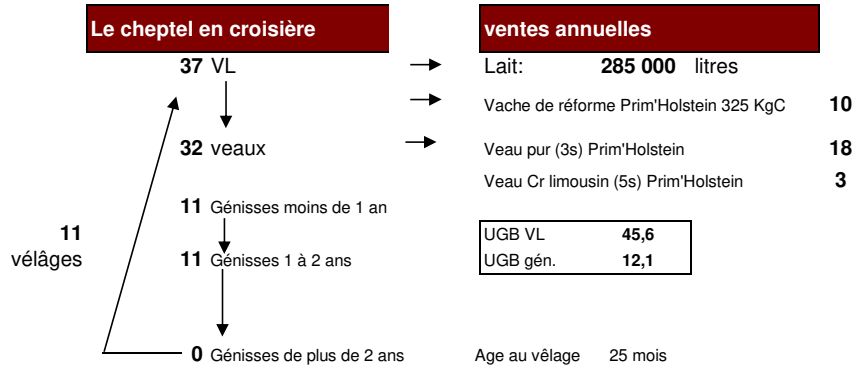 Le cheptel en croisière ventes annuelles
37 VL Lait: 285 000 litres
Vache de réforme Prim'Holstein 325 KgC 10
32 veaux Veau pur (3s) Prim'Holstein 18
Veau Cr limousin (5s) Prim'Holstein 3
11 Génisses moins de 1 an
11 UGB VL 45,6
vélâges 11 Génisses 1 à 2 ans UGB gén. 12,1
0 Génisses de plus de 2 ans Age au vêlage 25 mois